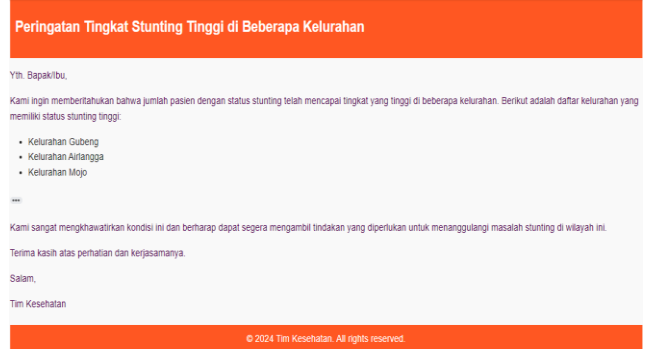 Peringatan Tingkat Stunting Tinggi di Beberapa Kelurahan
Yth. Bapak/Ibu,
Kami ingin memberitahukan bahwa jumlah pasien dengan status stunting telah mencapai tingkat yang tinggi di beberapa kelurahan. Berikut adalah daftar kelurahan yang
memiliki status stunting tinggi:
• Kelurahan Gubeng
• Kelurahan Airlangga
• Kelurahan Mojo
•••
Kami sangat mengkhawatirkan kondisi ini dan berharap dapat segera mengambil tindakan yang diperlukan untuk menanggulangi masalah stunting di wilayah ini.
Terima kasih atas perhatian dan kerjasamanya.
Salam,
Tim Kesehatan
© 2024 Tim Kesehatan. All rights reserved.